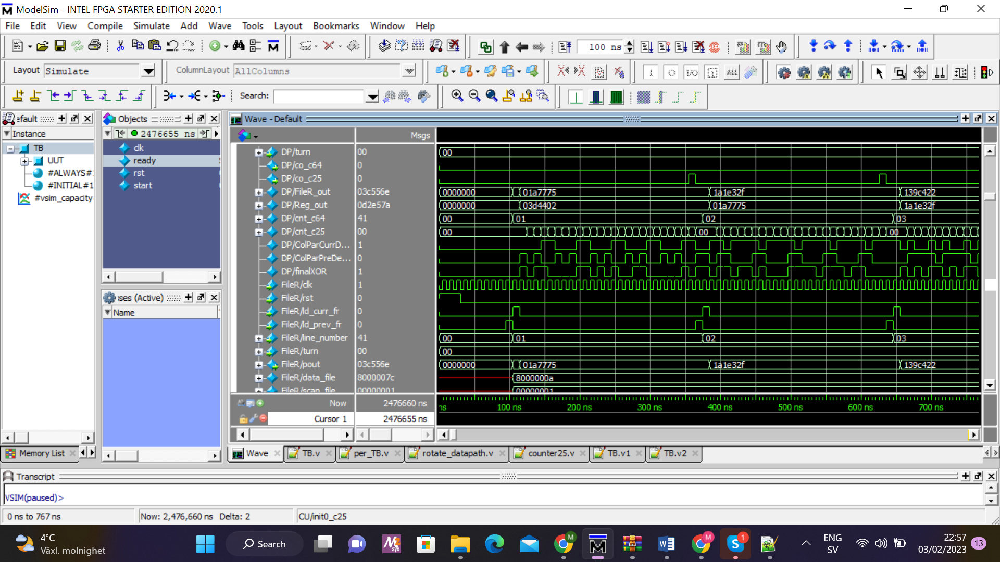 ModelSim - INTEL FPGA STARTER EDITION 2020.1
File Edit View Compile Simulate Add Wave Tools Layout Bookmarks Window Help
100 ns
Layout Simulate ColumnLayout AllColumns
Search:
Objects
Wave - Default
Instance
2476655 ns
Msgs
TB
UUT
#INITIAL#1
#vsim_capacity
clk
ready
rst
start
DP/turn 00 00
DP/co_c64 0
DP/co_c25 0
DP/FileR_out 03c556e 0000000 01a7775 1a1e32f 139c422
DP/Reg_out 0d2e57a 0000000 03d4402 01a7775 1a1e32f
DP/cnt_c64 41 00 01 02 03
DP/cnt_c25 00 00 00 00
DP/ColParCurrD... 1
DP/ColParPreDe... 0
DP/finalXOR 1
FileR/clk 1
FileR/rst 0
FileR/ld_curr_fr 0
FileR/ld_prev_fr 0
FileR/line_number 41 00 01 02 03
FileR/turn 00 00
FileR/pout 03c556e 0000000 01a7775 1a1e32f 139c422
FileR/data_file 8000007c 8000000a
FileR/scan_file 00000001 00000001
sses (Active)
Name
Now 2476660 ns
ns 100 ns 200 ns 300 ns 400 ns 500 ns 600 ns 700 ns
Cursor 1 2476655 ns
Memory List
Wave TB.v per_TB.v rotate_datapath.v counter25.v TB.v1 TB.v2
Transcript
VSIM(paused)>
0 ns to 767 ns Now: 2,476,660 ns Delta: 2 CU/init0_c25
4°C
Växl. molnighet
Search
ENG
SV
22:57
03/02/2023
13